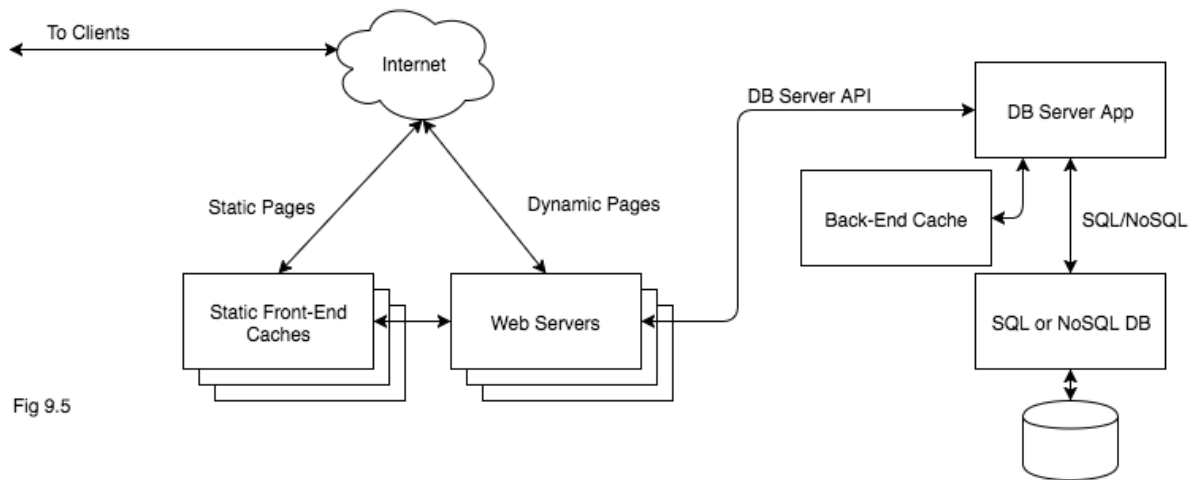 To Clients
Internet
DB Server API
DB Server App
Static Pages
Dynamic Pages
Back-End Cache
SQL/NoSQL
Static Front-End
Caches
Web Servers
SQL or NoSQL DB
Fig 9.5